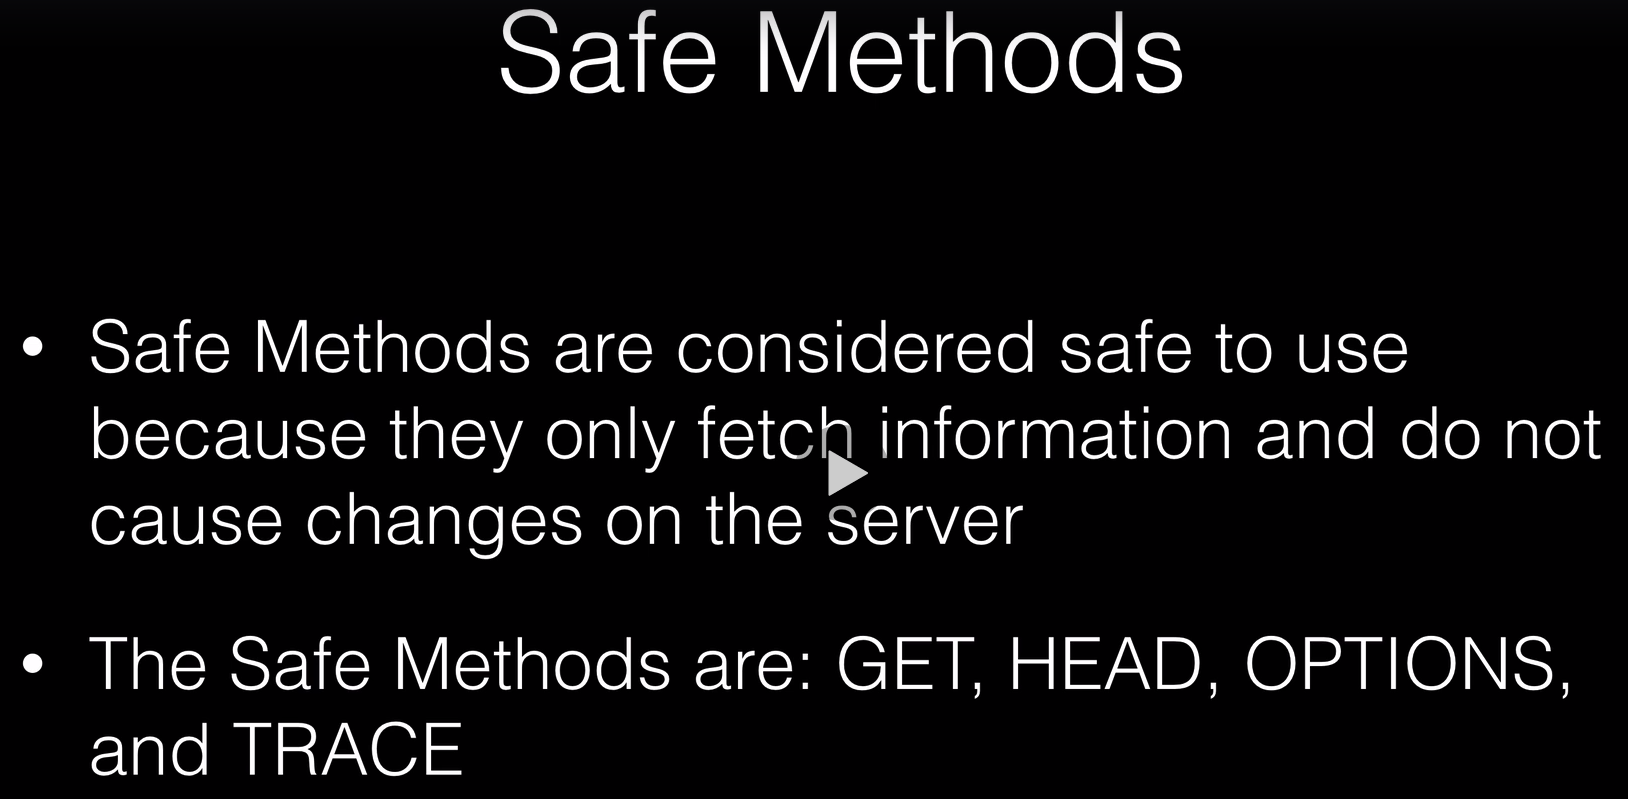 Safe Methods
• Safe Methods are considered safe to use
because they only fetch information and do not
cause changes on the server
• The Safe Methods are: GET, HEAD, OPTIONS,
and TRACE